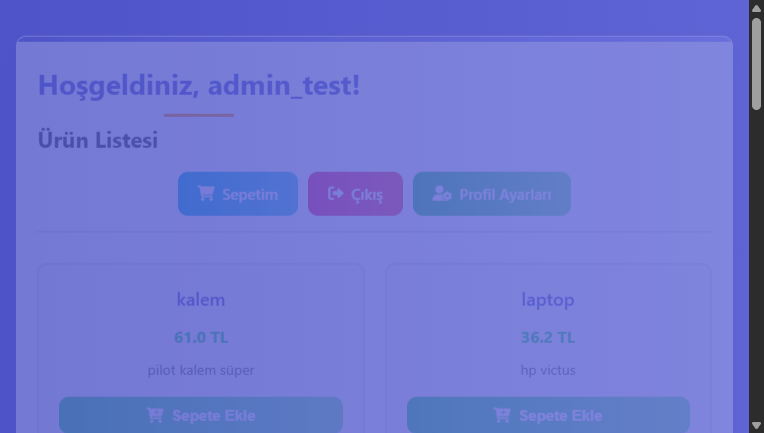 Hoşgeldiniz, admin_test!
Ürün Listesi
Sepetim Çıkış Profil Ayarları
kalem
61.0 TL
pilot kalem süper
Sepete Ekle
laptop
36.2 TL
hp victus
Sepete Ekle